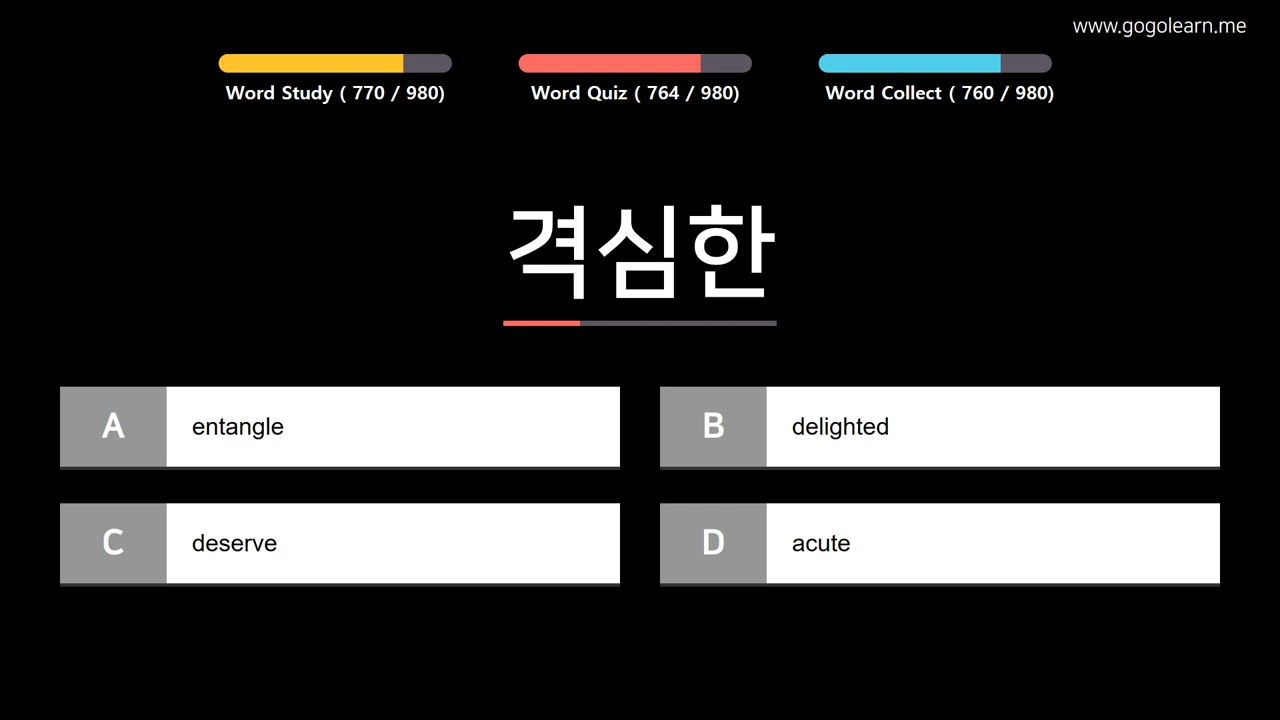 www.gogolearn.me
Word Study ( 770 / 980)
Word Quiz ( 764 / 980)
Word Collect ( 760 / 980)
격심한
A entangle
B delighted
C deserve
D acute